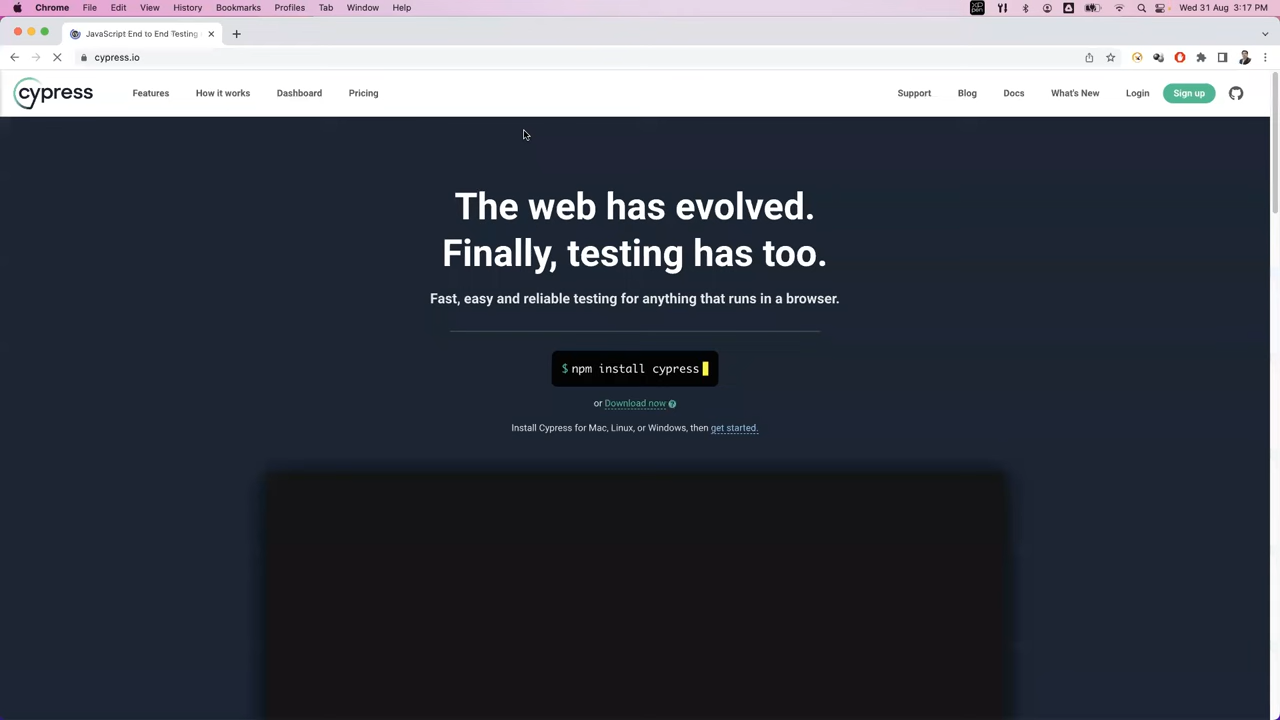 Chrome File Edit View History Bookmarks Profiles Tab Window Help
Wed 31 Aug 3:17 PM
JavaScript End to End Testing
cypress.io
cypress
Features How it works Dashboard Pricing
Support Blog Docs What's New Login Sign up
The web has evolved.
Finally, testing has too.
Fast, easy and reliable testing for anything that runs in a browser.
$ npm install cypress
or Download now ?
Install Cypress for Mac, Linux, or Windows, then get started.